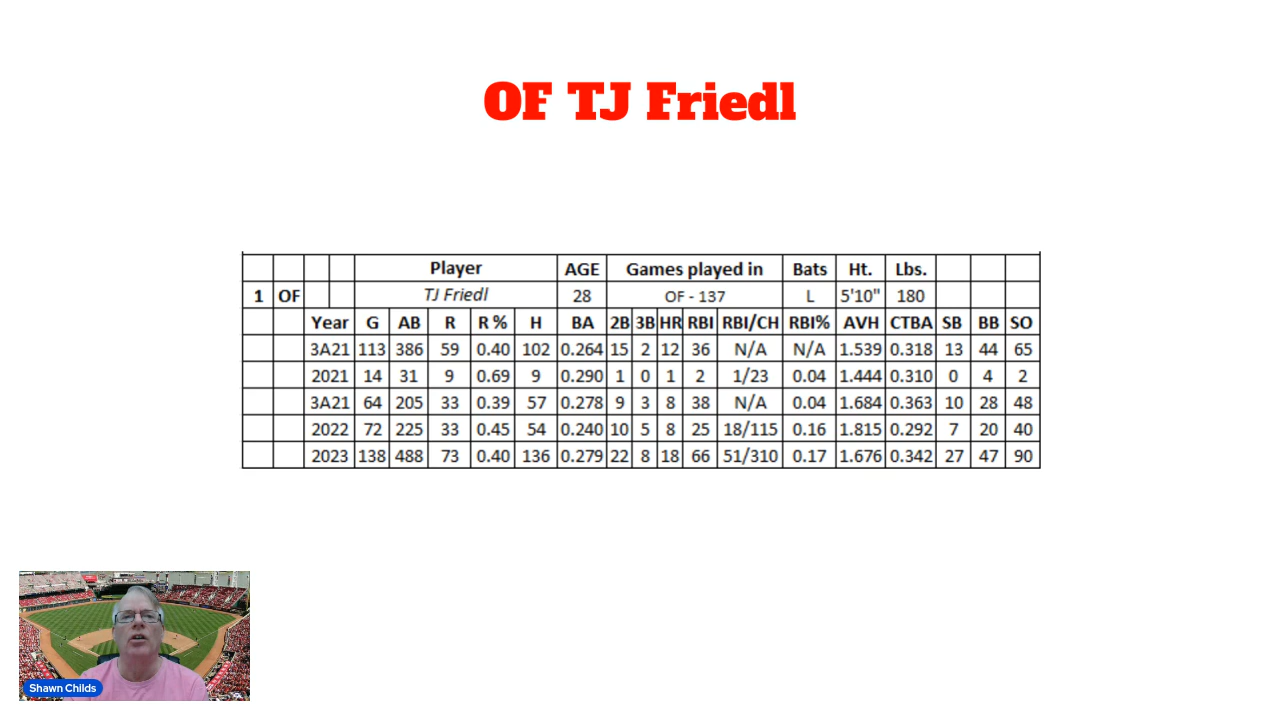 OF TJ Friedl
Player AGE Games played in Bats Ht. Lbs.
1 OF TJ Friedl 28 OF - 137 L 5'10" 180
Year G AB R R % H BA 2B 3B HR RBI RBI/CH RBI% AVH CTBA SB BB SO
3A21 113 386 59 0.40 102 0.264 15 2 12 36 N/A N/A 1.539 0.318 13 44 65
2021 14 31 9 0.69 9 0.290 1 0 1 2 1/23 0.04 1.444 0.310 0 4 2
3A21 64 205 33 0.39 57 0.278 9 3 8 38 N/A 0.04 1.684 0.363 10 28 48
2022 72 225 33 0.45 54 0.240 10 5 8 25 18/115 0.16 1.815 0.292 7 20 40
2023 138 488 73 0.40 136 0.279 22 8 18 66 51/310 0.17 1.676 0.342 27 47 90
Shawn Childs